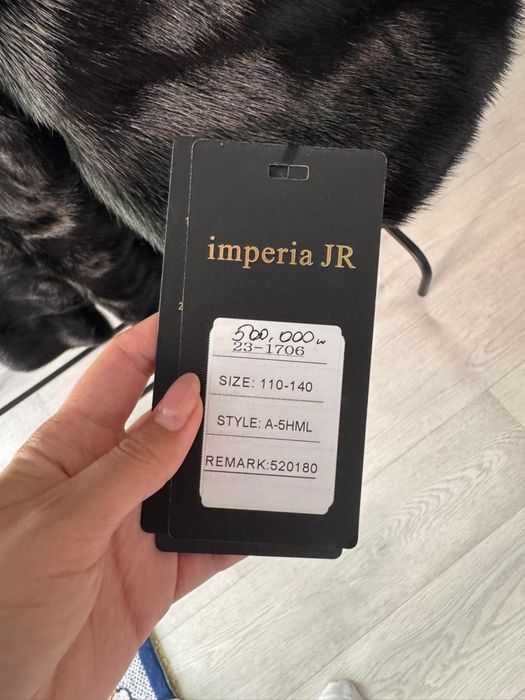 imperia JR
500,000
23-1706
SIZE: 110-140
STYLE: A-5HML
REMARK:520180